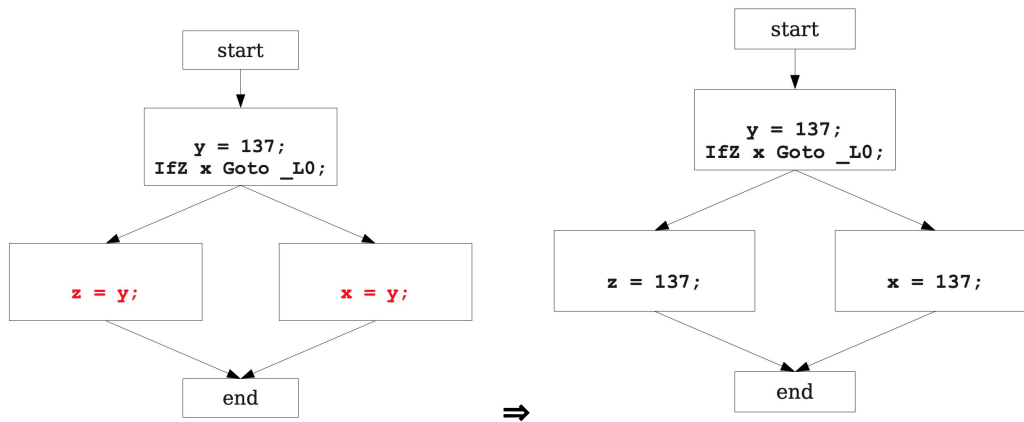 start
y = 137;
IfZ x Goto _L0;
z = y;
x = y;
end
⇒
start
y = 137;
IfZ x Goto _L0;
z = 137;
x = 137;
end